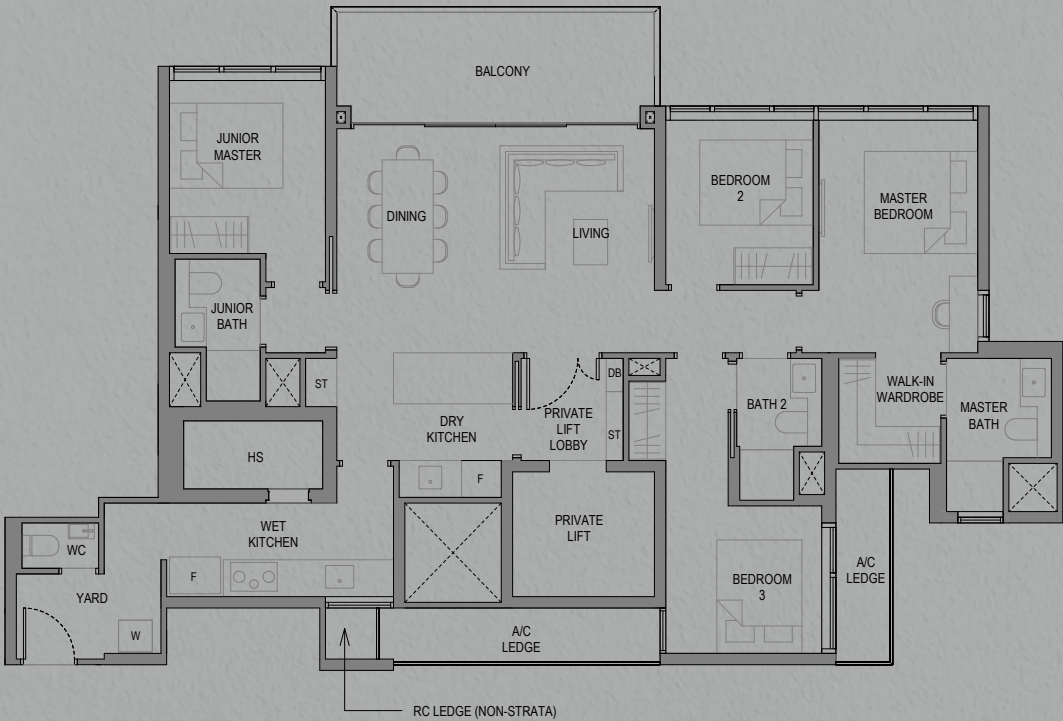 BALCONY
JUNIOR
MASTER
DINING
LIVING
BEDROOM
2
MASTER
BEDROOM
JUNIOR
BATH
ST
DB
ST
PRIVATE
LIFT
LOBBY
DRY
KITCHEN
F
BATH 2
WALK-IN
WARDROBE
MASTER
BATH
HS
PRIVATE
LIFT
WET
KITCHEN
F
WC
YARD
W
BEDROOM
3
A/C
LEDGE
A/C
LEDGE
RC LEDGE (NON-STRATA)